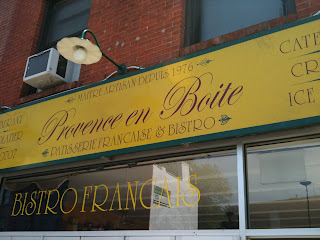 MAITRE ARTISAN DEPUIS 1976
Provence en Boite
PATISSERIE FRANCAISE & BISTRO
CATE
CR
ICE
BISTRO FRANCAIS